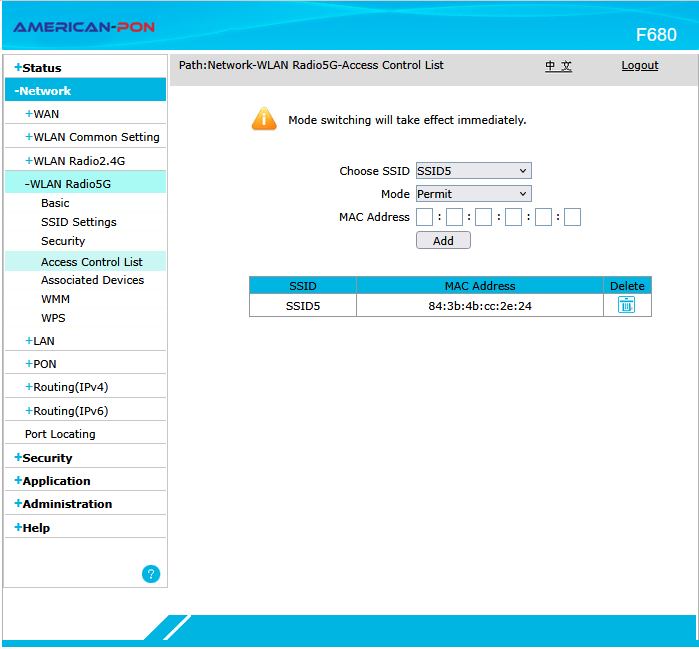 AMERICAN-PON
F680
+Status
-Network
+WAN
+WLAN Common Setting
+WLAN Radio2.4G
-WLAN Radio5G
Basic
SSID Settings
Security
Access Control List
Associated Devices
WMM
WPS
+LAN
+PON
+Routing(IPv4)
+Routing(IPv6)
Port Locating
+Security
+Application
+Administration
+Help
?
Path:Network-WLAN Radio5G-Access Control List 中 文 Logout
Mode switching will take effect immediately.
Choose SSID SSID5
Mode Permit
MAC Address : : : : :
Add
SSID MAC Address Delete
SSID5 84:3b:4b:cc:2e:24